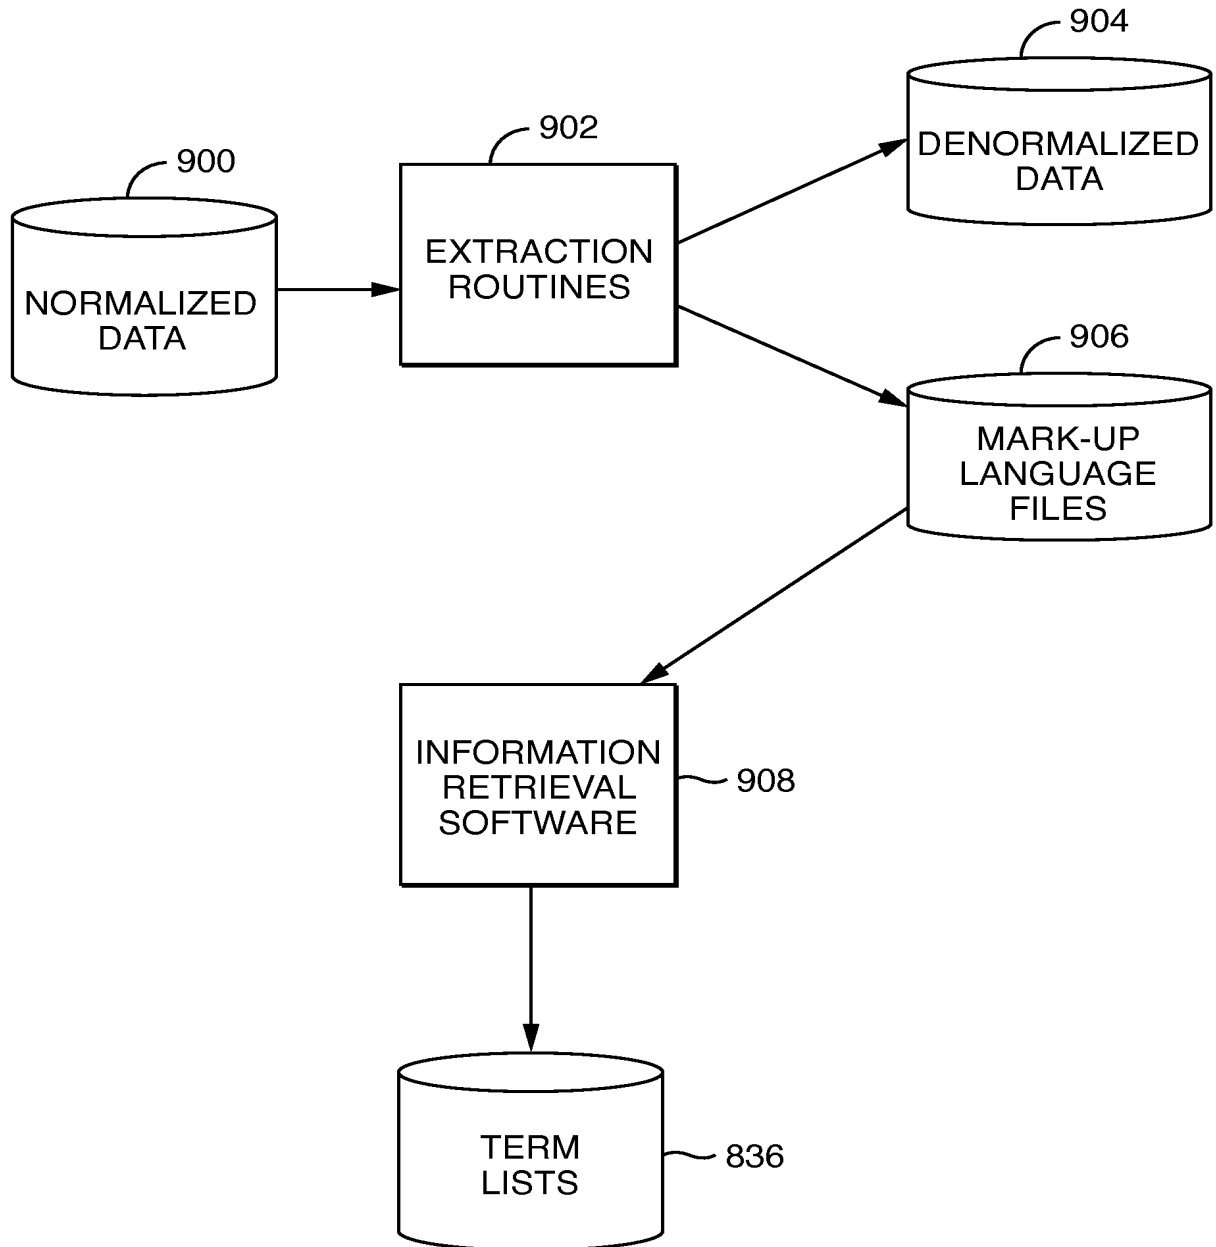 904
DENORMALIZED
DATA
902
EXTRACTION
ROUTINES
900
NORMALIZED
DATA
906
MARK-UP
LANGUAGE
FILES
INFORMATION
RETRIEVAL
SOFTWARE
908
TERM
LISTS
836